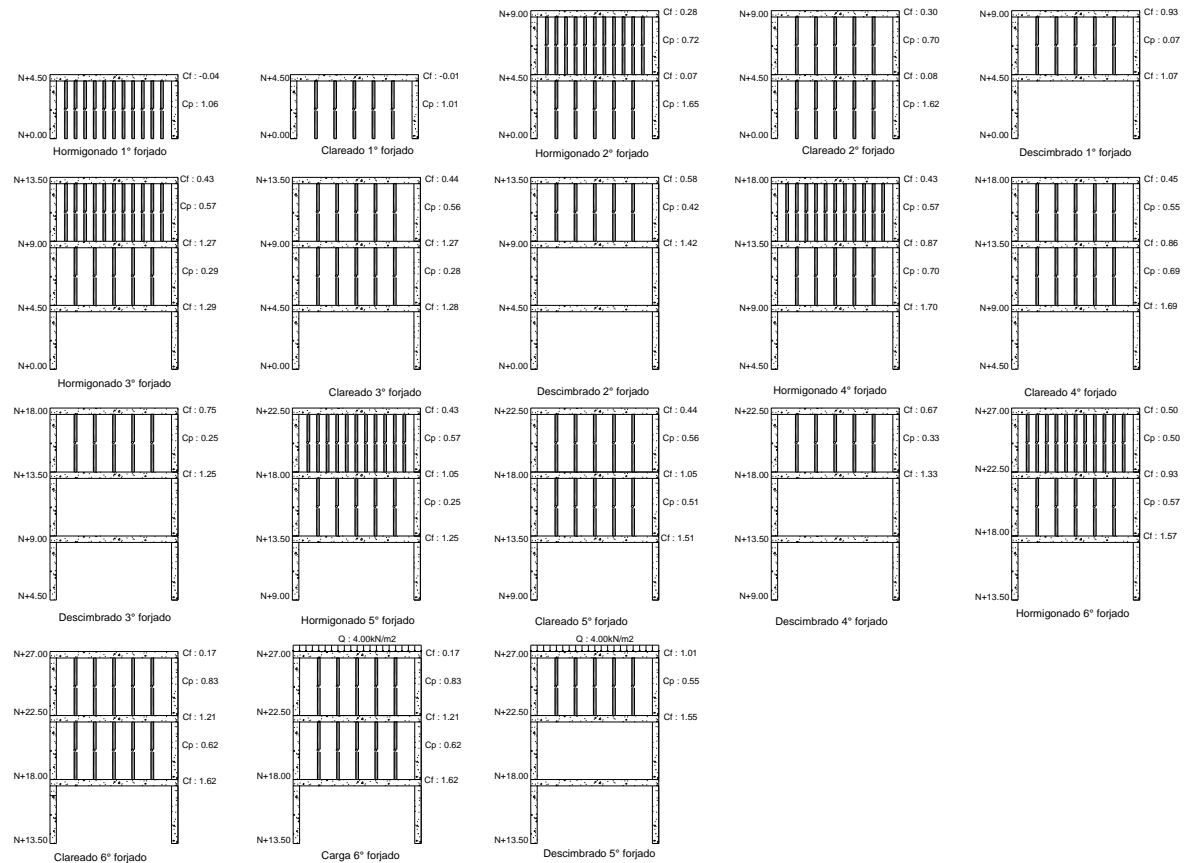 N+4.50
Cf : -0.04
Cp : 1.06
N+0.00
Hormigonado 1° forjado
N+4.50
Cf : -0.01
Cp : 1.01
N+0.00
Clareado 1° forjado
N+9.00
Cf : 0.28
Cp : 0.72
N+4.50
Cf : 0.07
Cp : 1.65
N+0.00
Hormigonado 2° forjado
N+9.00
Cf : 0.30
Cp : 0.70
N+4.50
Cf : 0.08
Cp : 1.62
N+0.00
Clareado 2° forjado
N+9.00
Cf : 0.93
Cp : 0.07
N+4.50
Cf : 1.07
N+0.00
Descimbrado 1° forjado
N+13.50
Cf : 0.43
Cp : 0.57
N+9.00
Cf : 1.27
Cp : 0.29
N+4.50
Cf : 1.29
N+0.00
Hormigonado 3° forjado
N+13.50
Cf : 0.44
Cp : 0.56
N+9.00
Cf : 1.27
Cp : 0.28
N+4.50
Cf : 1.28
N+0.00
Clareado 3° forjado
N+13.50
Cf : 0.58
Cp : 0.42
N+9.00
Cf : 1.42
N+4.50
N+0.00
Descimbrado 2° forjado
N+18.00
Cf : 0.43
Cp : 0.57
N+13.50
Cf : 0.87
Cp : 0.70
N+9.00
Cf : 1.70
N+4.50
Hormigonado 4° forjado
N+18.00
Cf : 0.45
Cp : 0.55
N+13.50
Cf : 0.86
Cp : 0.69
N+9.00
Cf : 1.69
N+4.50
Clareado 4° forjado
N+18.00
Cf : 0.75
Cp : 0.25
N+13.50
Cf : 1.25
N+9.00
N+4.50
Descimbrado 3° forjado
N+22.50
Cf : 0.43
Cp : 0.57
N+18.00
Cf : 1.05
Cp : 0.25
N+13.50
Cf : 1.25
N+9.00
Hormigonado 5° forjado
N+22.50
Cf : 0.44
Cp : 0.56
N+18.00
Cf : 1.05
Cp : 0.51
N+13.50
Cf : 1.51
N+9.00
Clareado 5° forjado
N+22.50
Cf : 0.67
Cp : 0.33
N+18.00
Cf : 1.33
N+13.50
N+9.00
Descimbrado 4° forjado
N+27.00
Cf : 0.50
Cp : 0.50
N+22.50
Cf : 0.93
Cp : 0.57
N+18.00
Cf : 1.57
N+13.50
Hormigonado 6° forjado
N+27.00
Cf : 0.17
Cp : 0.83
N+22.50
Cf : 1.21
Cp : 0.62
N+18.00
Cf : 1.62
N+13.50
Clareado 6° forjado
Q : 4.00kN/m2
N+27.00
Cf : 0.17
Cp : 0.83
N+22.50
Cf : 1.21
Cp : 0.62
N+18.00
Cf : 1.62
N+13.50
Carga 6° forjado
Q : 4.00kN/m2
N+27.00
Cf : 1.01
Cp : 0.55
N+22.50
Cf : 1.55
N+18.00
N+13.50
Descimbrado 5° forjado